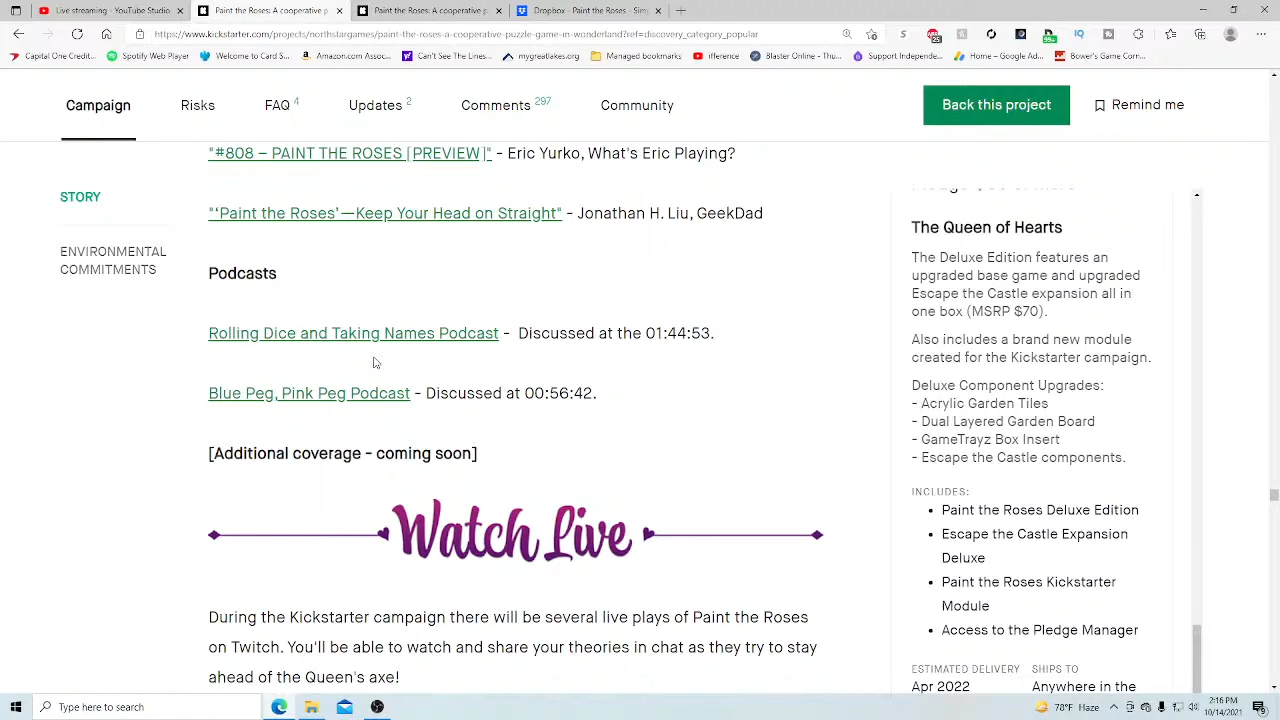 Live streaming - YouTube Studio
Paint the Roses: A cooperative p
Paint the Roses: A cooperative p
Dropbox - Paint the Roses - Simp
https://www.kickstarter.com/projects/northstargames/paint-the-roses-a-cooperative-puzzle-game-in-wonderland?ref=discovery_category_popular
Capital One Credit...
Spotify Web Player
Welcome Card S...
Amazon.com
Can't See The Lines...
mygreatlakes.org
Managed bookmarks
ifference
Blaster Online - Thu...
Support Independe...
Home – Google Ad...
Bower's Game Corn...
Campaign
Risks
FAQ 4
Updates 2
Comments 297
Community
Back this project
Remind me
STORY
ENVIRONMENTAL
COMMITMENTS
"#808 – PAINT THE ROSES [PREVIEW]" - Eric Yurko, What's Eric Playing?
"'Paint the Roses'—Keep Your Head on Straight" - Jonathan H. Liu, GeekDad
Podcasts
Rolling Dice and Taking Names Podcast - Discussed at the 01:44:53.
Blue Peg, Pink Peg Podcast - Discussed at 00:56:42.
[Additional coverage - coming soon]
Watch Live
During the Kickstarter campaign there will be several live plays of Paint the Roses
on Twitch. You'll be able to watch and share your theories in chat as they try to stay
ahead of the Queen's axe!
The Queen of Hearts
The Deluxe Edition features an
upgraded base game and upgraded
Escape the Castle expansion all in
one box (MSRP $70).
Also includes a brand new module
created for the Kickstarter campaign.
Deluxe Component Upgrades:
- Acrylic Garden Tiles
- Dual Layered Garden Board
- GameTrayz Box Insert
- Escape the Castle components.
INCLUDES:
• Paint the Roses Deluxe Edition
• Escape the Castle Expansion
Deluxe
• Paint the Roses Kickstarter
Module
• Access to the Pledge Manager
ESTIMATED DELIVERY
SHIPS TO
Apr 2022
Anywhere in the
Type here to search
78°F Haze
2:16 PM
10/14/2021